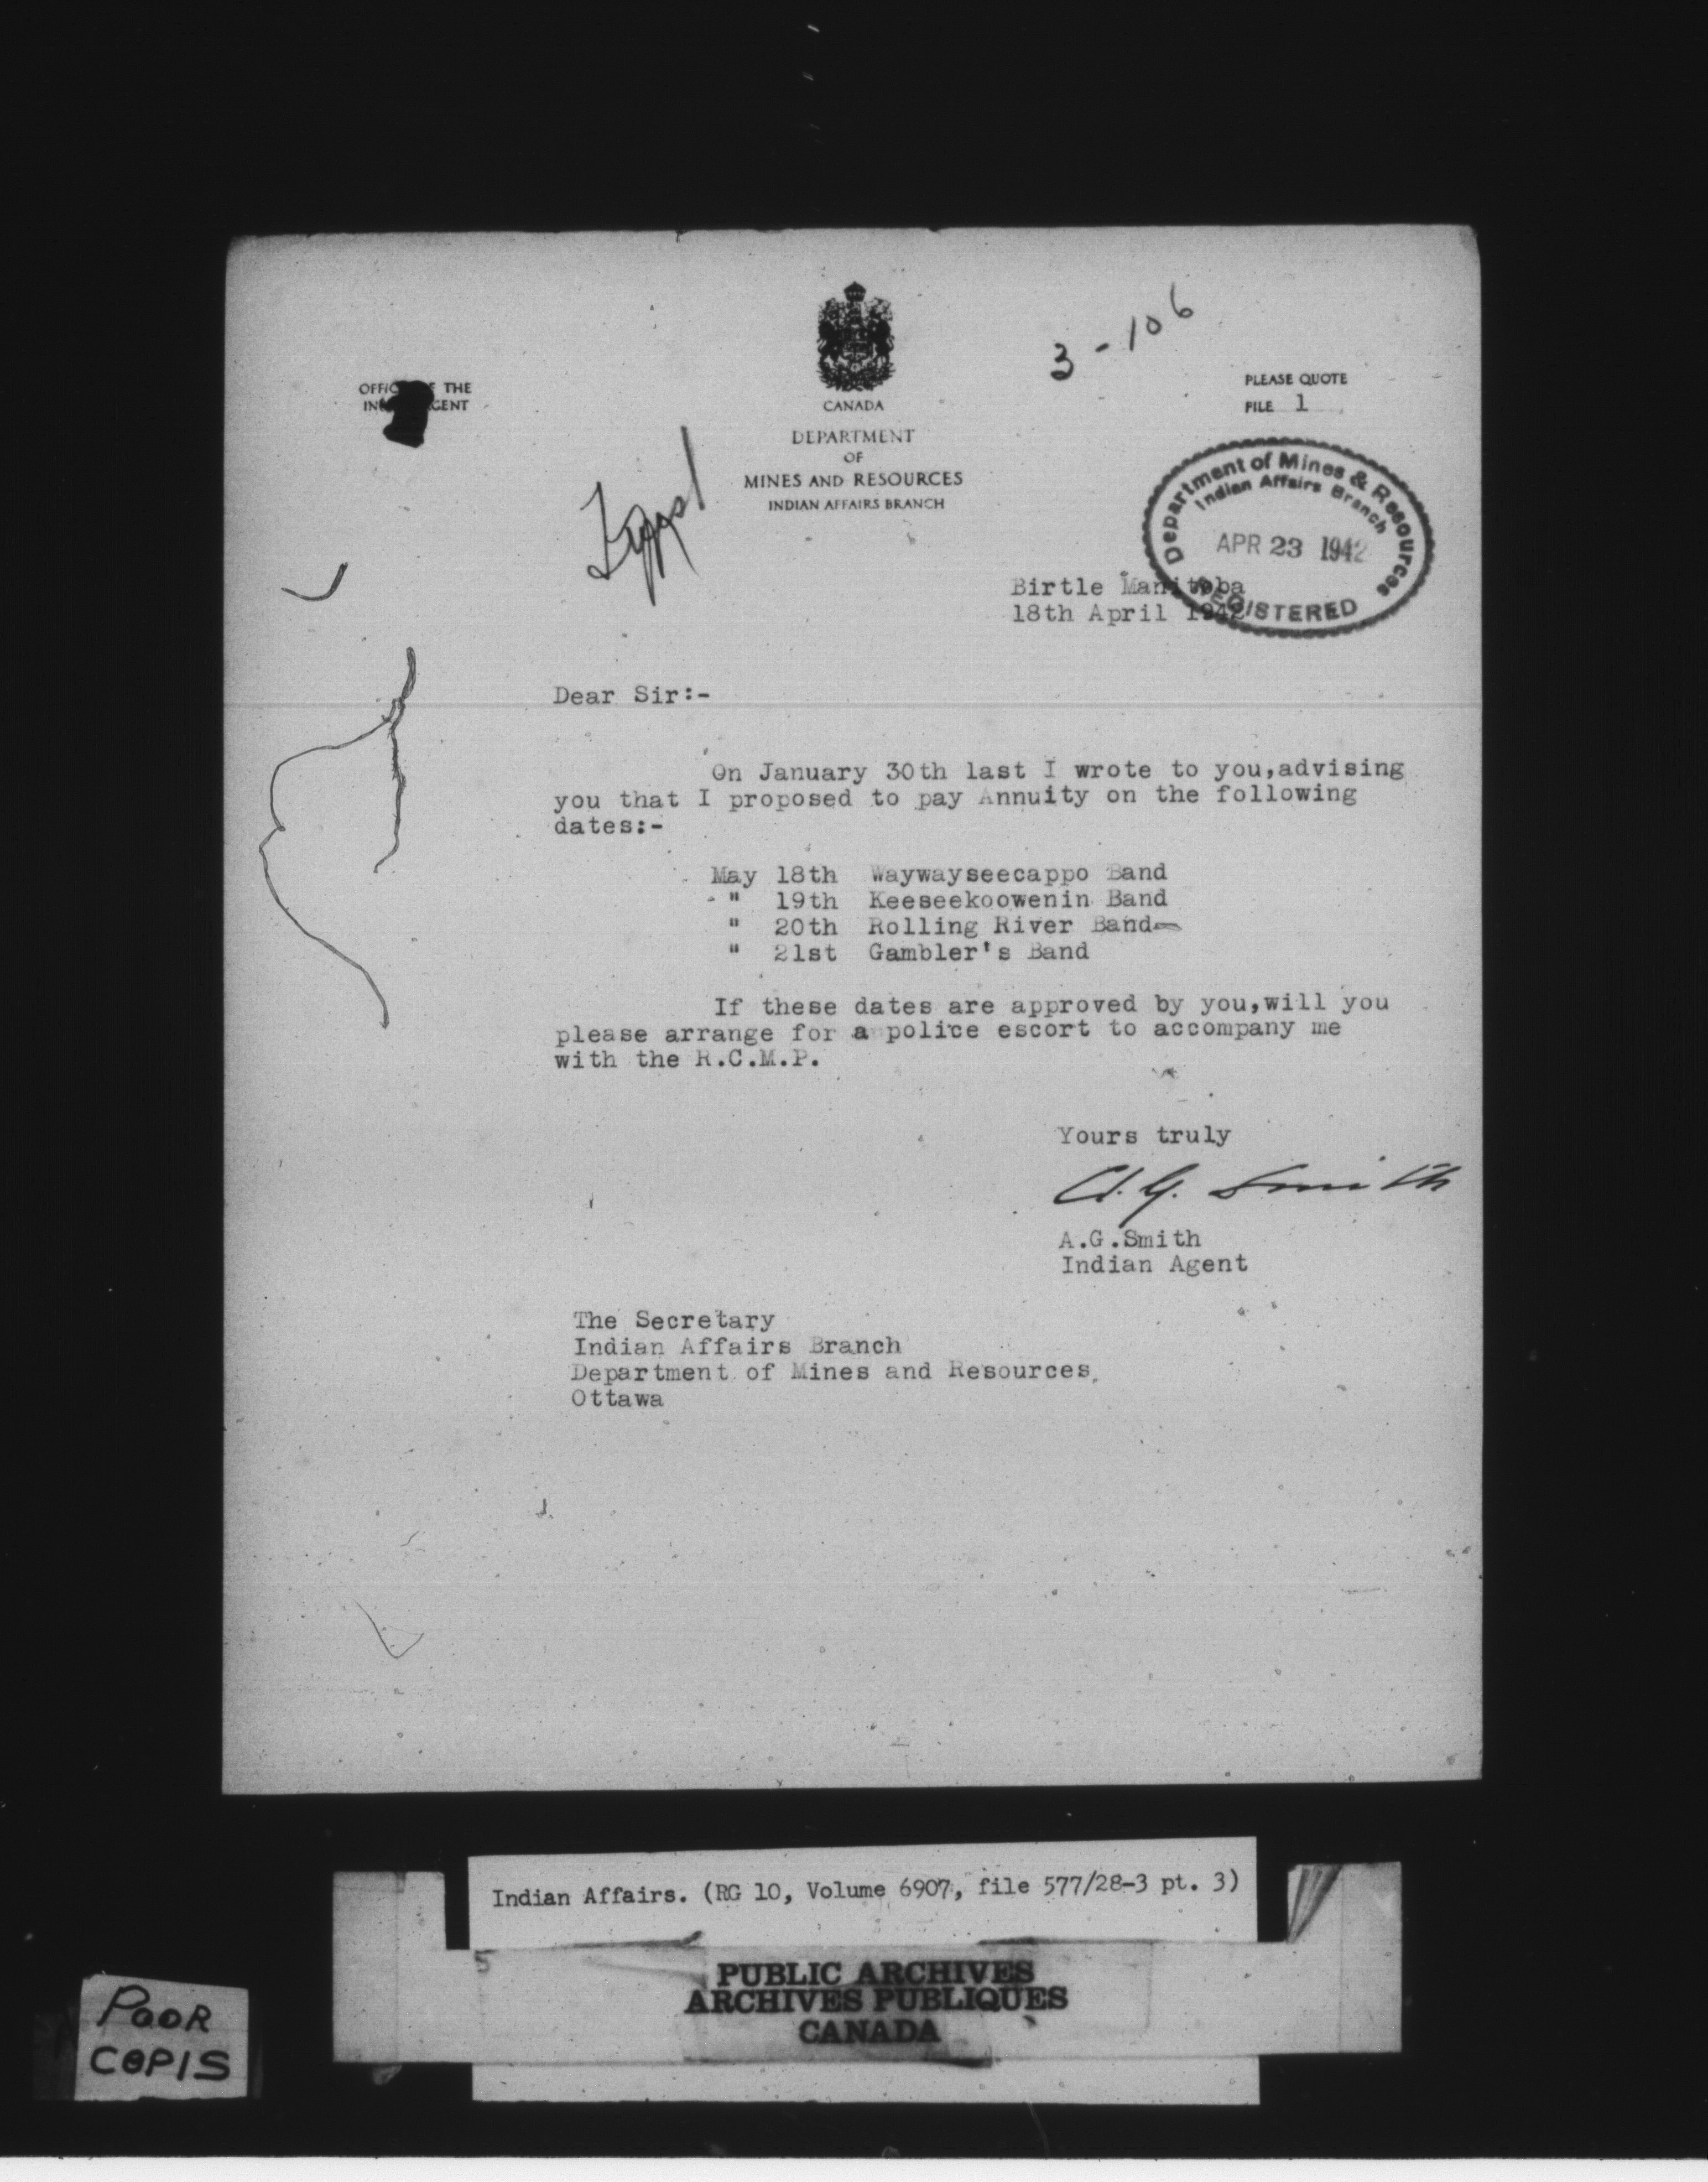 3-106
OFFICE OF THE
INDIAN AGENT
CANADA
DEPARTMENT
OF
MINES AND RESOURCES
INDIAN AFFAIRS BRANCH
PLEASE QUOTE
FILE 1
Department of Mines & Resources
Indian Affairs Branch
APR 23 1942
REGISTERED
Birtle Manitoba
18th April 1942
Dear Sir:-
On January 30th last I wrote to you,advising
you that I proposed to pay Annuity on the following
dates:-
May 18th Waywayseecappo Band
" 19th Keeseekoowenin Band
" 20th Rolling River Band
" 21st Gambler's Band
If these dates are approved by you,will you
please arrange for a police escort to accompany me
with the R.C.M.P.
Yours truly
A.G. Smith
A.G.Smith
Indian Agent
The Secretary
Indian Affairs Branch
Department of Mines and Resources,
Ottawa
Indian Affairs. (RG 10, Volume 6907, file 577/28-3 pt. 3)
5
PUBLIC ARCHIVES
ARCHIVES PUBLIQUES
CANADA
POOR
COPIS